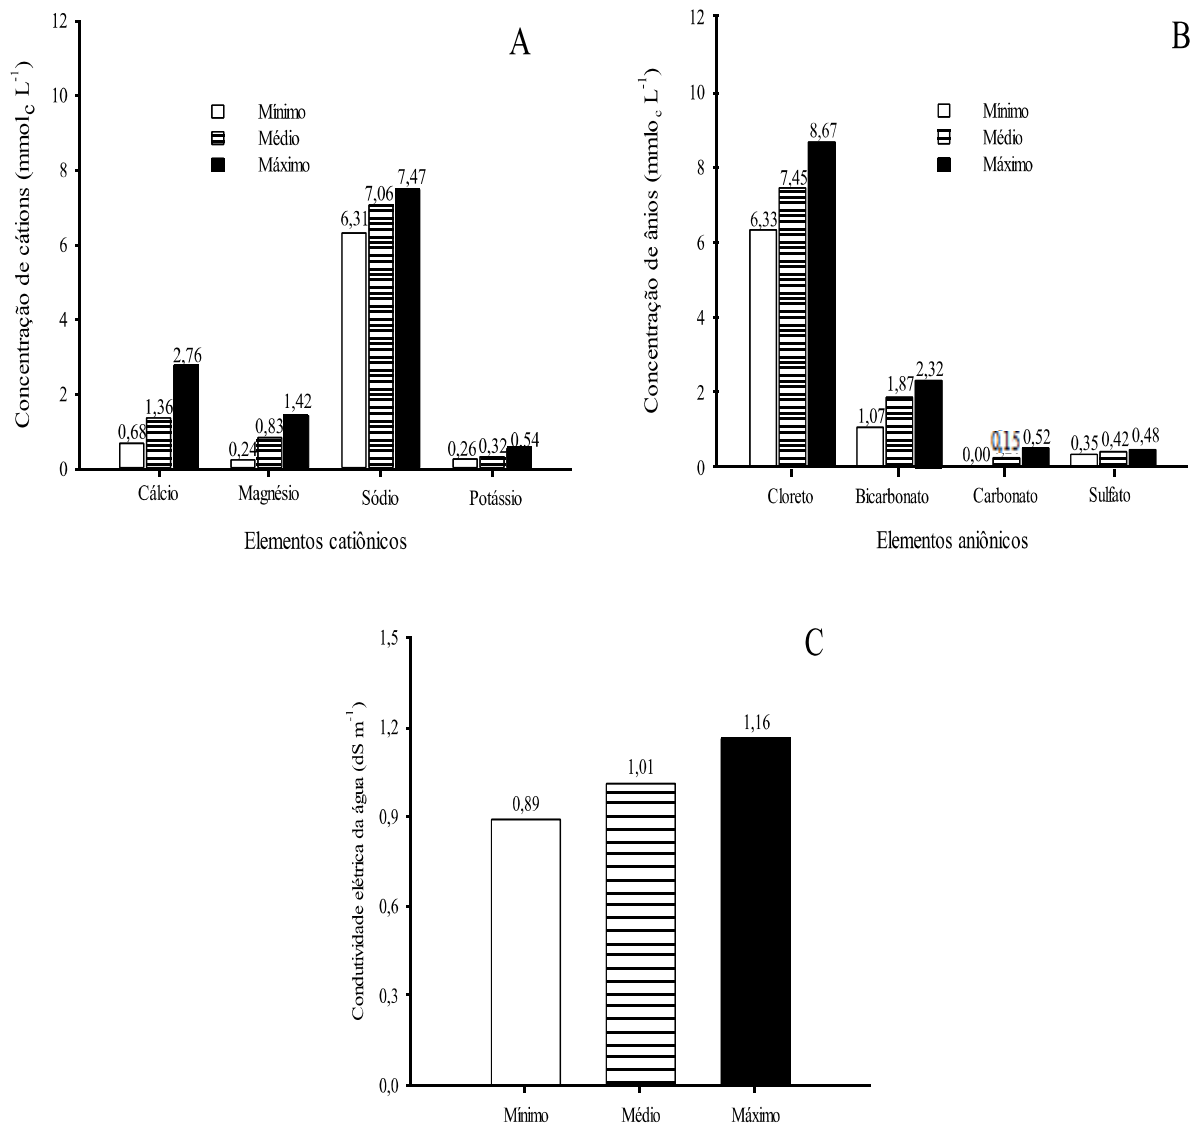 A
Concentração de cátions (mmolc L-1)
12
10
8
6
4
2
0
Mínimo
Médio
Máximo
0,68
1,36
2,76
0,24
0,83
1,42
6,31
7,06
7,47
0,26
0,32
0,54
Cálcio
Magnésio
Sódio
Potássio
Elementos catiônicos
B
Concentração de ânios (mmloc L-1)
12
10
8
6
4
2
0
Mínimo
Médio
Máximo
6,33
7,45
8,67
1,07
1,87
2,32
0,00
0,15
0,52
0,35
0,42
0,48
Cloreto
Bicarbonato
Carbonato
Sulfato
Elementos aniônicos
C
Condutividade elétrica da água (dS m-1)
1,5
1,2
0,9
0,6
0,3
0,0
0,89
1,01
1,16
Mínimo
Médio
Máximo